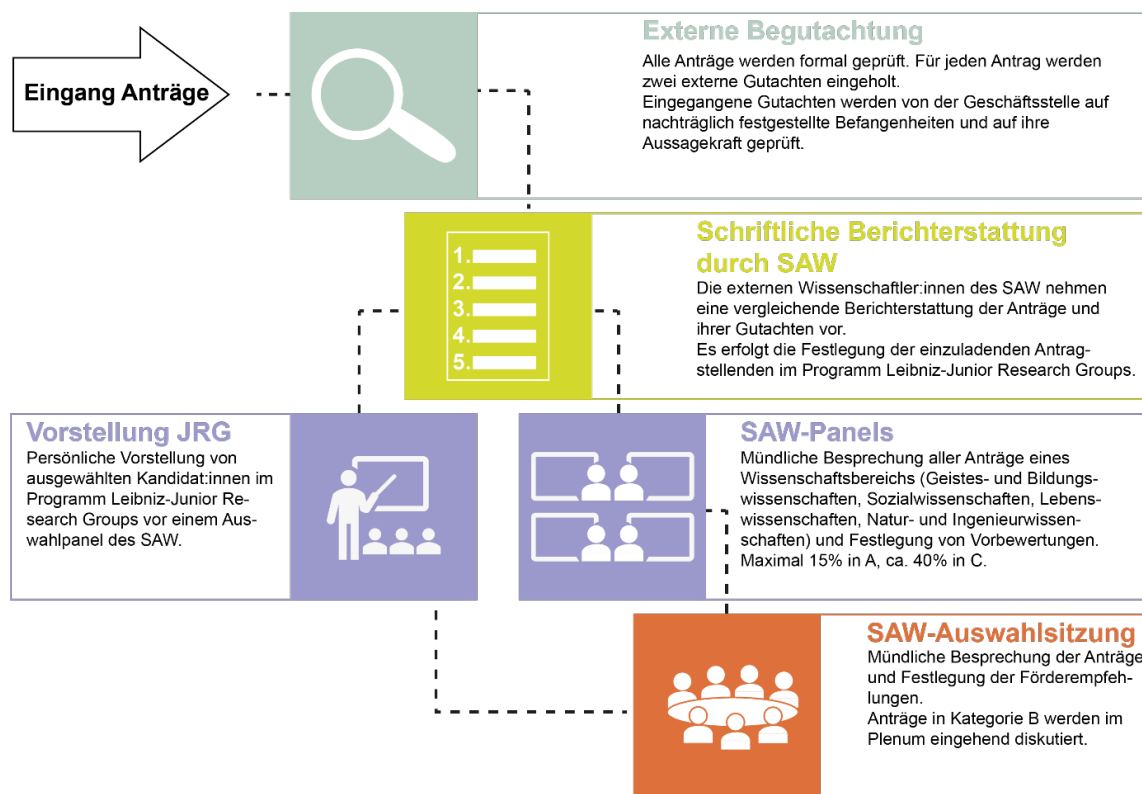 Eingang Anträge
Externe Begutachtung
Alle Anträge werden formal geprüft. Für jeden Antrag werden
zwei externe Gutachten eingeholt.
Eingegangene Gutachten werden von der Geschäftsstelle auf
nachträglich festgestellte Befangenheiten und auf ihre
Aussagekraft geprüft.
1.
2.
3.
4.
5.
Schriftliche Berichterstattung
durch SAW
Die externen Wissenschaftler:innen des SAW nehmen
eine vergleichende Berichterstattung der Anträge und
ihrer Gutachten vor.
Es erfolgt die Festlegung der einzuladenden Antrag-
stellenden im Programm Leibniz-Junior Research Groups.
Vorstellung JRG
Persönliche Vorstellung von
ausgewählten Kandidat:innen im
Programm Leibniz-Junior Re-
search Groups vor einem Aus-
wahlpanel des SAW.
SAW-Panels
Mündliche Besprechung aller Anträge eines
Wissenschaftsbereichs (Geistes- und Bildungs-
wissenschaften, Sozialwissenschaften, Lebens-
wissenschaften, Natur- und Ingenieurwissen-
schaften) und Festlegung von Vorbewertungen.
Maximal 15% in A, ca. 40% in C.
SAW-Auswahlsitzung
Mündliche Besprechung der Anträge
und Festlegung der Förderempfeh-
lungen.
Anträge in Kategorie B werden im
Plenum eingehend diskutiert.